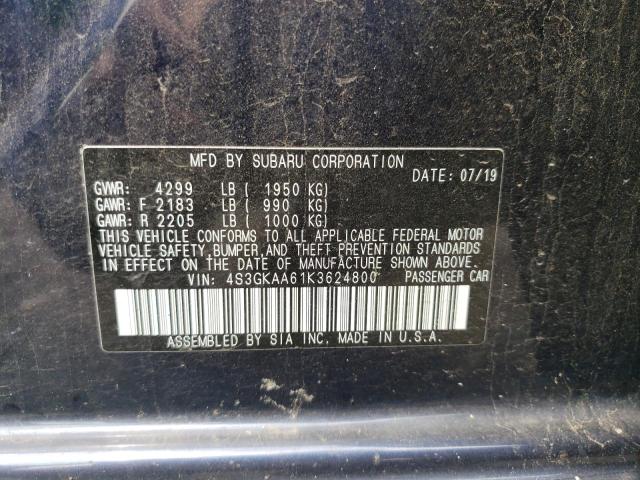 MFD BY SUBARU CORPORATION
DATE: 07/19
GVWR: 4299 LB ( 1950 KG)
GAWR: F 2183 LB ( 990 KG)
GAWR: R 2205 LB ( 1000 KG)
THIS VEHICLE CONFORMS TO ALL APPLICABLE FEDERAL MOTOR
VEHICLE SAFETY, BUMPER, AND THEFT PREVENTION STANDARDS
IN EFFECT ON THE DATE OF MANUFACTURE SHOWN ABOVE.
VIN: 4S3GKAA61K3624800 PASSENGER CAR
ASSEMBLED BY SIA INC. MADE IN U.S.A.